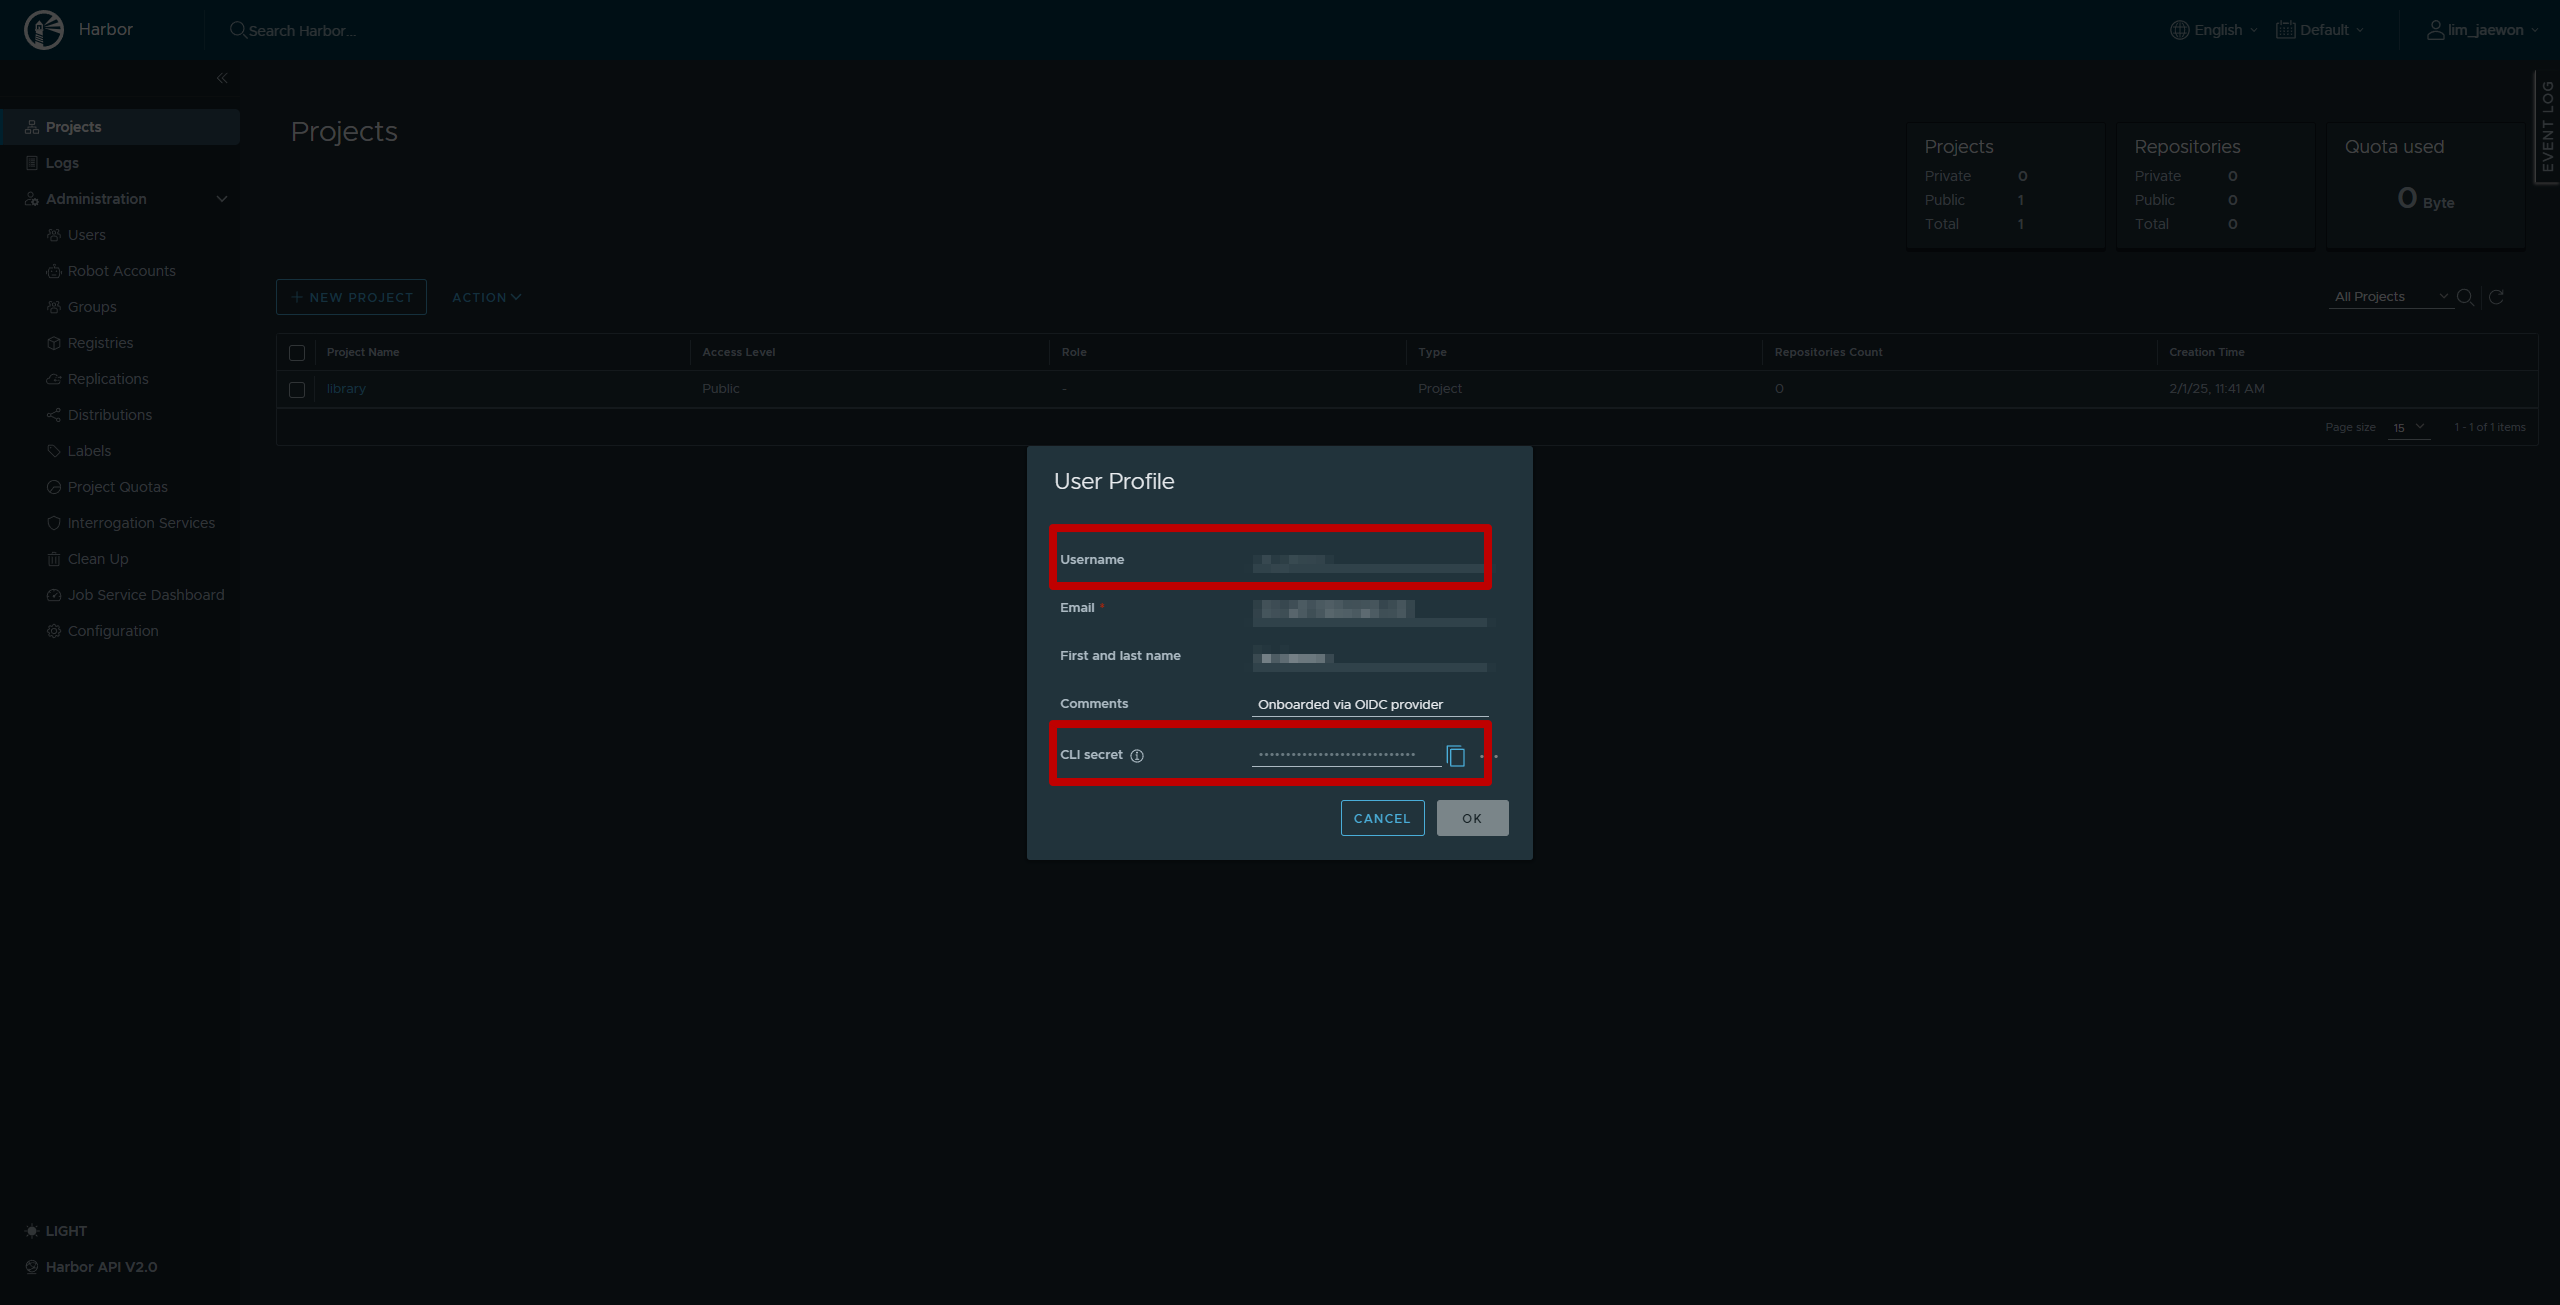 Harbor
Search Harbor...
English
Default
lim_jaewon
EVENT LOG
Projects
Logs
Administration
Users
Robot Accounts
Groups
Registries
Replications
Distributions
Labels
Project Quotas
Interrogation Services
Clean Up
Job Service Dashboard
Configuration
LIGHT
Harbor API V2.0
Projects
Projects
Private 0
Public 1
Total 1
Repositories
Private 0
Public 0
Total 0
Quota used
0 Byte
+ NEW PROJECT
ACTION
All Projects
Project Name Access Level Role Type Repositories Count Creation Time
library Public - Project 0 2/1/25, 11:41 AM
Page size 15 1 - 1 of 1 items
User Profile
Username
Email *
First and last name
Comments Onboarded via OIDC provider
CLI secret
CANCEL
OK